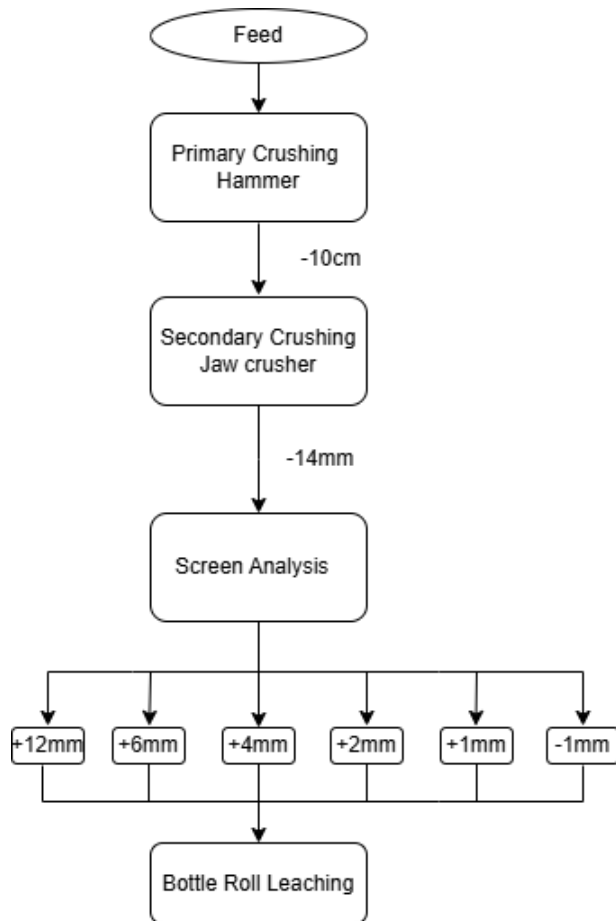 Feed
Primary Crushing
Hammer
-10cm
Secondary Crushing
Jaw crusher
-14mm
Screen Analysis
+12mm
+6mm
+4mm
+2mm
+1mm
-1mm
Bottle Roll Leaching